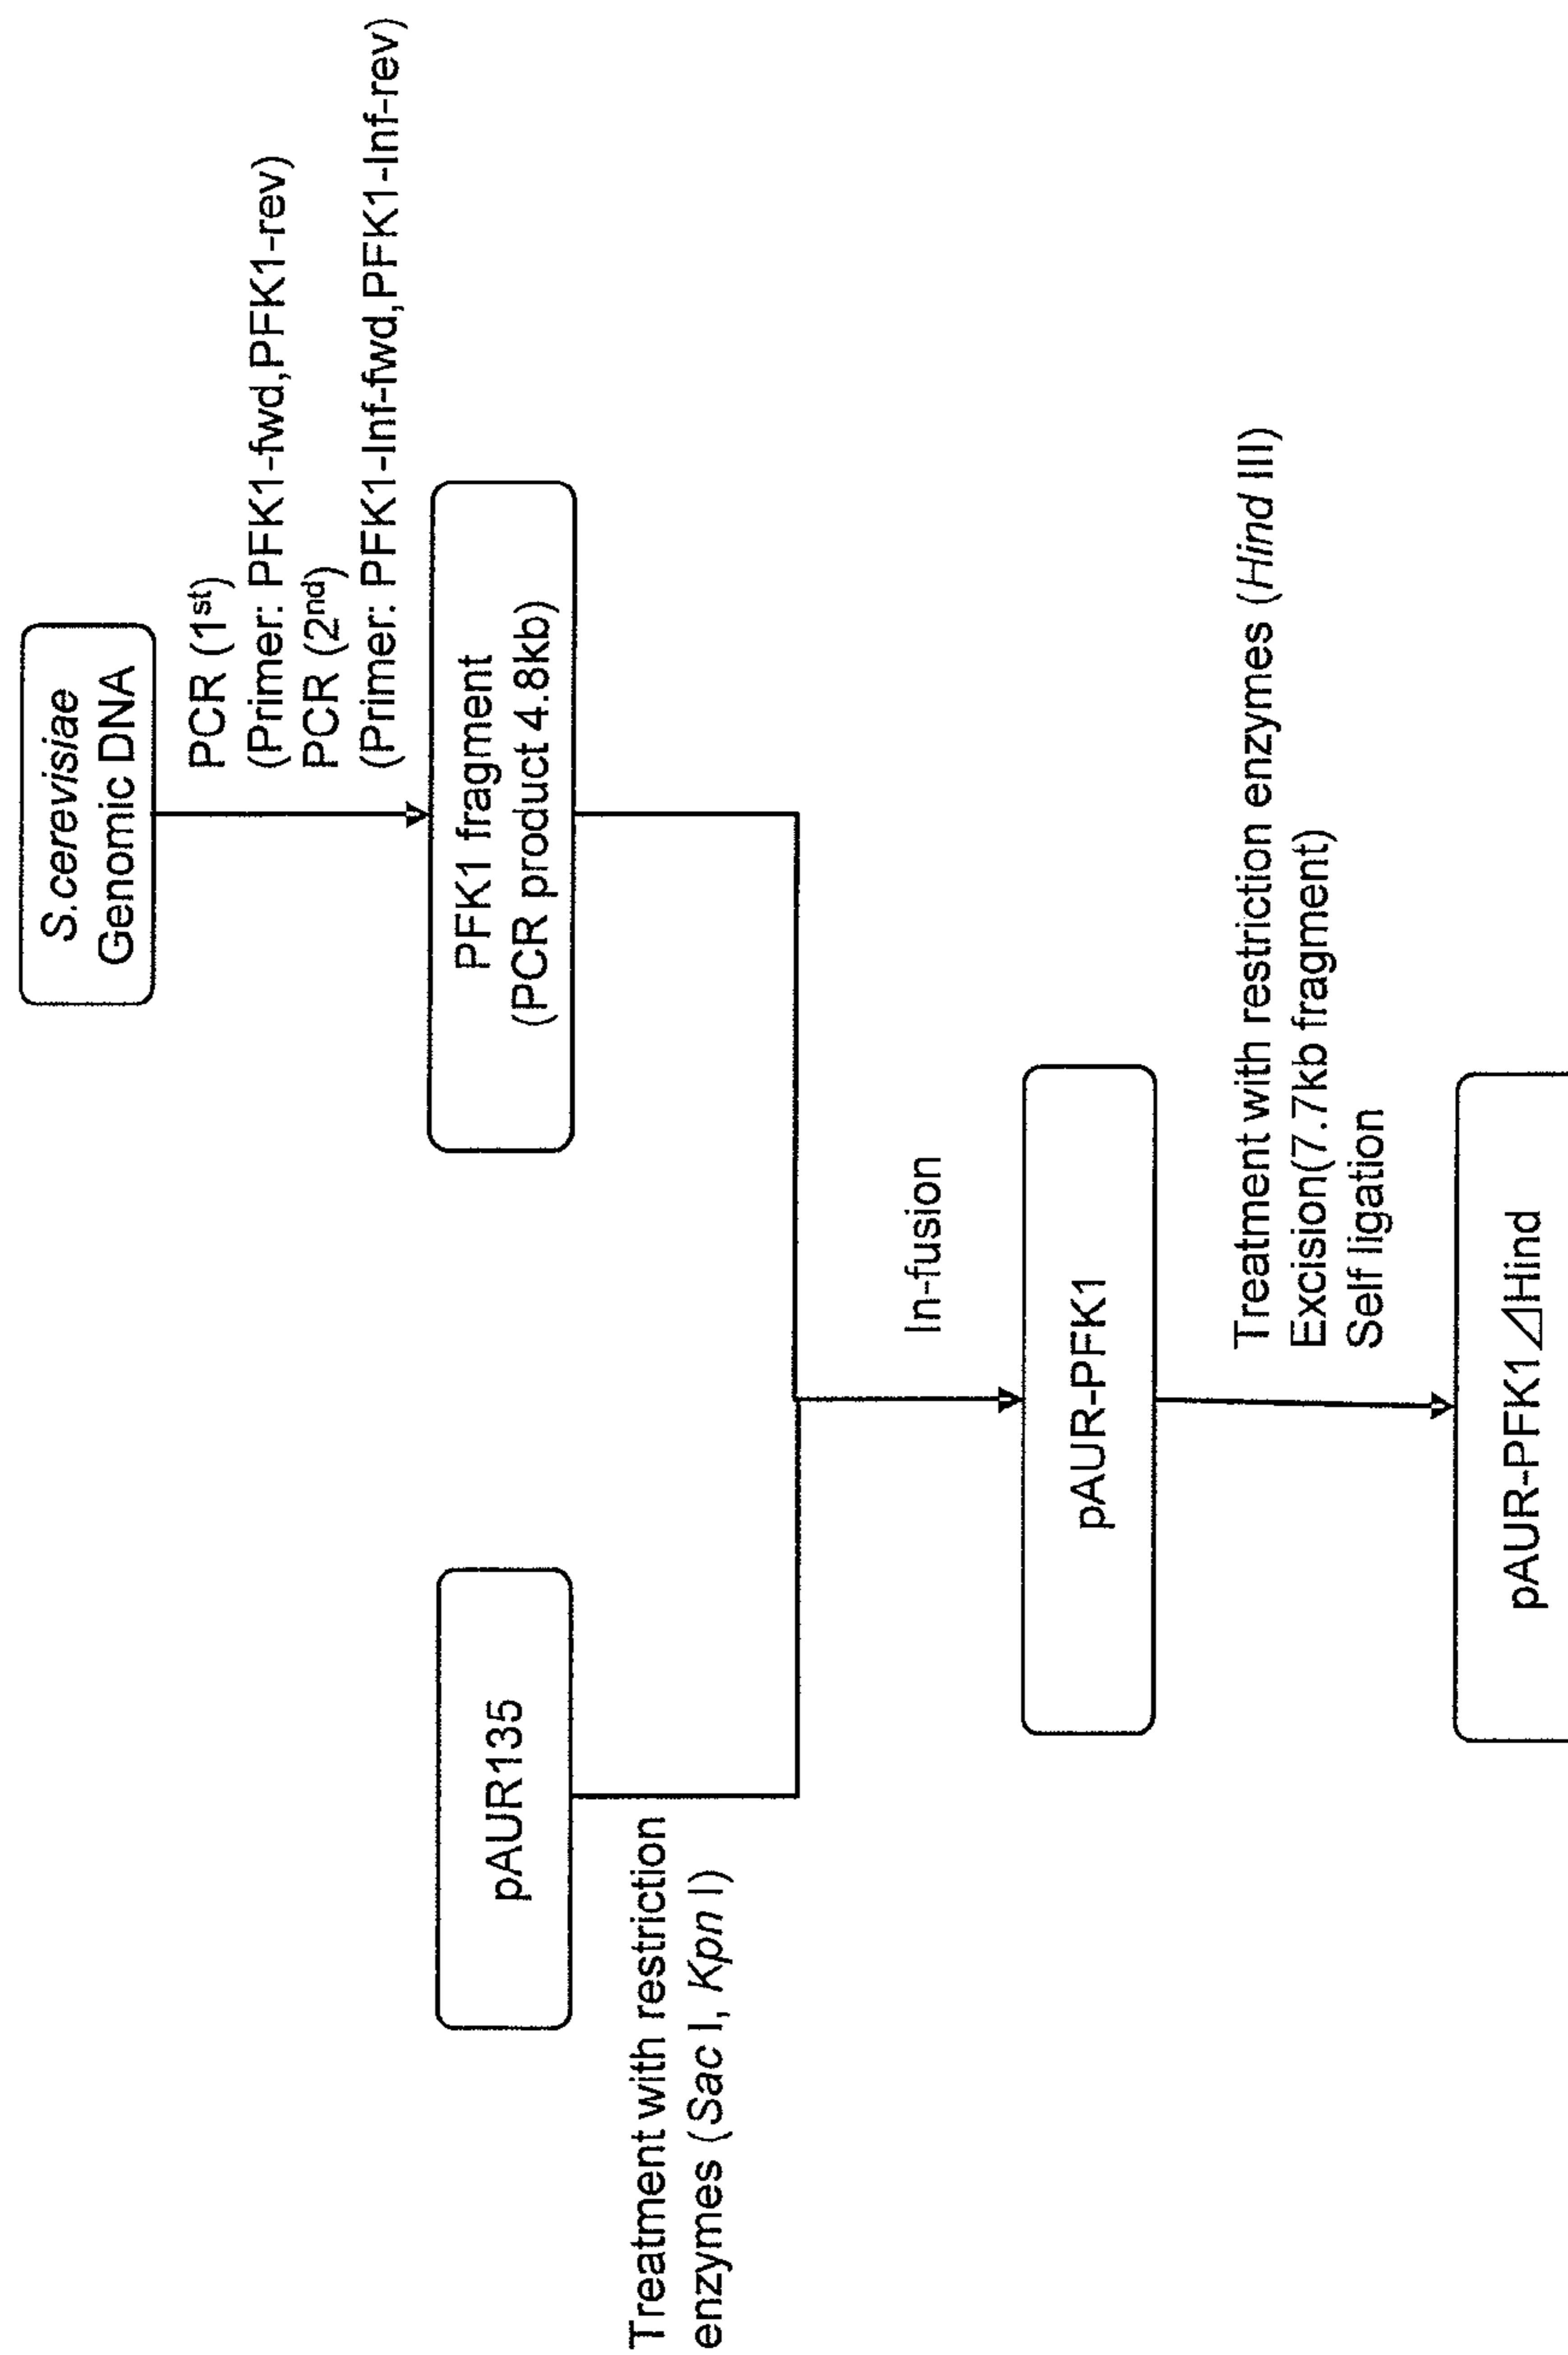 S.cerevisiae
Genomic DNA
PCR (1st)
(Primer: PFK1-fwd,PFK1-rev)
PCR (2nd)
(Primer: PFK1-Inf-fwd,PFK1-Inf-rev)
pAUR135
PFK1 fragment
(PCR product 4.8kb)
Treatment with restriction
enzymes (Sac I, Kpn I)
In-fusion
pAUR-PFK1
Treatment with restriction enzymes (Hind III)
Excision(7.7kb fragment)
Self ligation
pAUR-PFK1⊿Hind